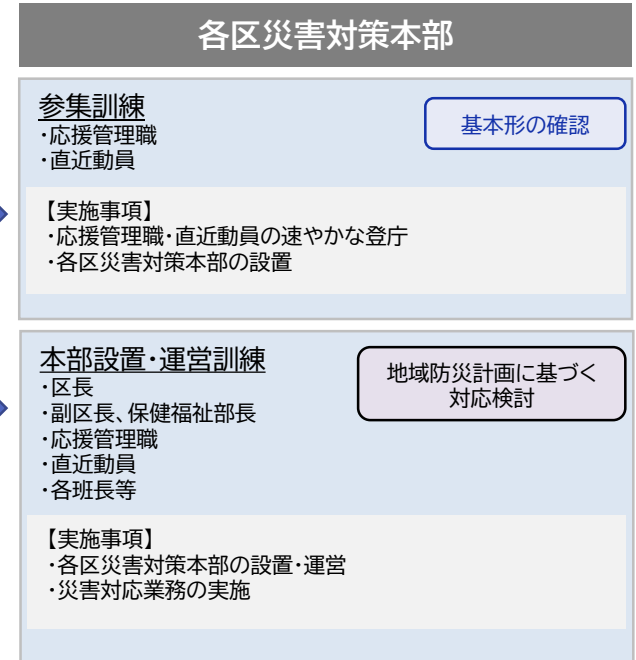 各区災害対策本部
参集訓練
・応援管理職
・直近動員
基本形の確認
【実施事項】
・応援管理職・直近動員の速やかな登庁
・各区災害対策本部の設置
本部設置・運営訓練
・区長
・副区長、保健福祉部長
・応援管理職
・直近動員
・各班長等
地域防災計画に基づく
対応検討
【実施事項】
・各区災害対策本部の設置・運営
・災害対応業務の実施